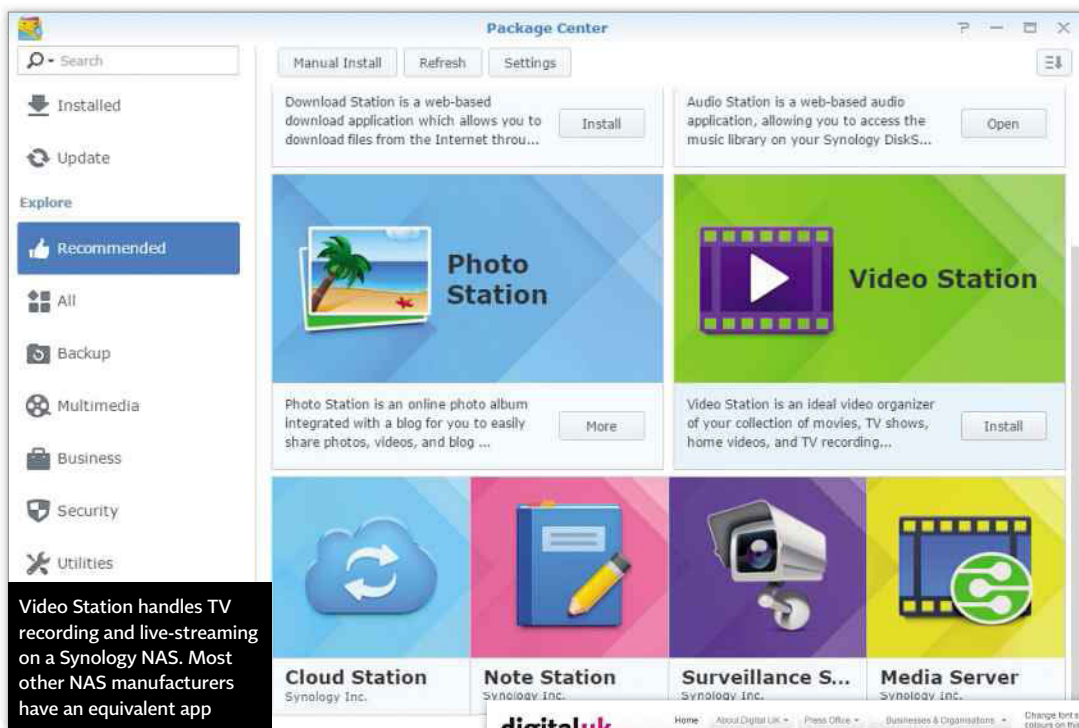 Package Center
Search
Manual Install
Refresh
Settings
Installed
Update
Explore
Recommended
All
Backup
Multimedia
Business
Security
Utilities
Download Station is a web-based
download application which allows you to
download files from the Internet throu...
Install
Audio Station is a web-based audio
application, allowing you to access the
music library on your Synology DiskS...
Open
Photo
Station
Video Station
Photo Station is an online photo album
integrated with a blog for you to easily
share photos, videos, and blog ...
More
Video Station is an ideal video organizer
of your collection of movies, TV shows,
home videos, and TV recording...
Install
Cloud Station
Synology Inc.
Note Station
Synology Inc.
Surveillance S...
Synology Inc.
Media Server
Synology Inc.
Video Station handles TV
recording and live-streaming
on a Synology NAS. Most
other NAS manufacturers
have an equivalent app
digitaluk
Home
About Digital UK
Press Office
Businesses & Organisations
Change font
colours on this